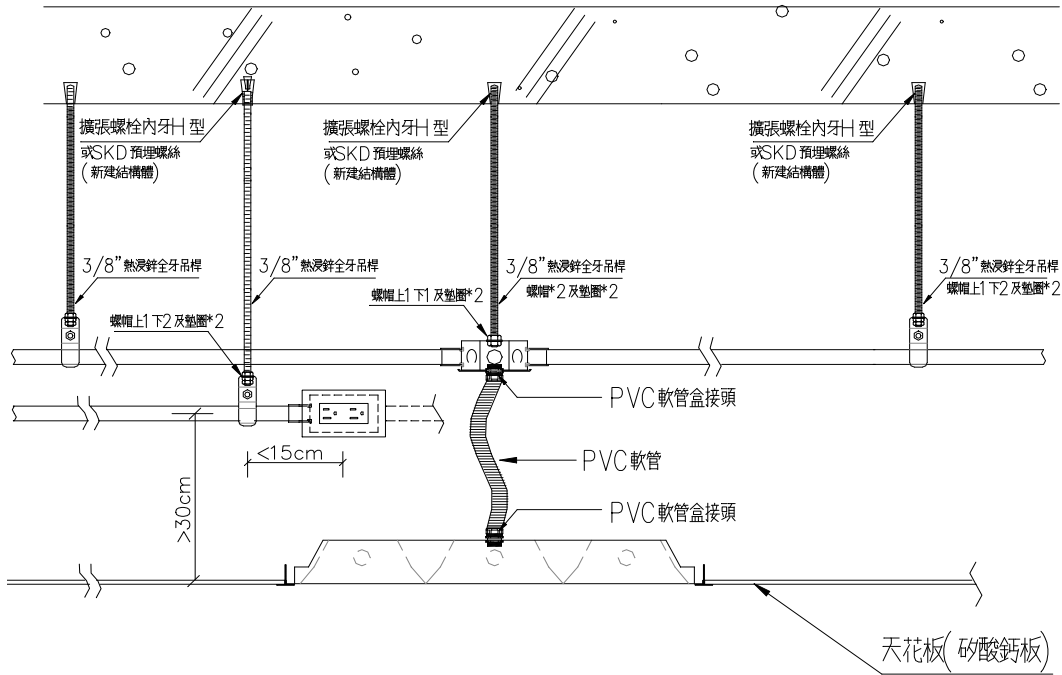 擴張螺栓內牙H型
或SKD預埋螺絲
(新建結構體)
擴張螺栓內牙H型
或SKD預埋螺絲
(新建結構體)
擴張螺栓內牙H型
或SKD預埋螺絲
(新建結構體)
3/8”熱浸鋅全牙吊桿
3/8”熱浸鋅全牙吊桿
3/8”熱浸鋅全牙吊桿
螺帽*2及墊圈*2
3/8”熱浸鋅全牙吊桿
螺帽上1下2及墊圈*2
螺帽上1下1及墊圈*2
螺帽上1下2及墊圈*2
PVC軟管盒接頭
<15cm
PVC軟管
>30cm
PVC軟管盒接頭
天花板(矽酸鈣板)